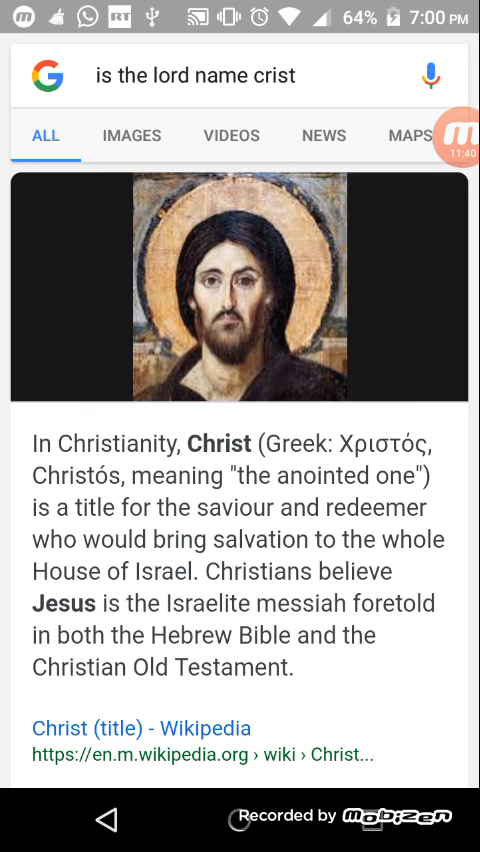 RT
64%
7:00 PM
is the lord name crist
ALL
IMAGES
VIDEOS
NEWS
MAPS
11:40
In Christianity, Christ (Greek: Χριστός,
Christós, meaning "the anointed one")
is a title for the saviour and redeemer
who would bring salvation to the whole
House of Israel. Christians believe
Jesus is the Israelite messiah foretold
in both the Hebrew Bible and the
Christian Old Testament.
Christ (title) - Wikipedia
https://en.m.wikipedia.org › wiki › Christ...
Recorded by Mobizen